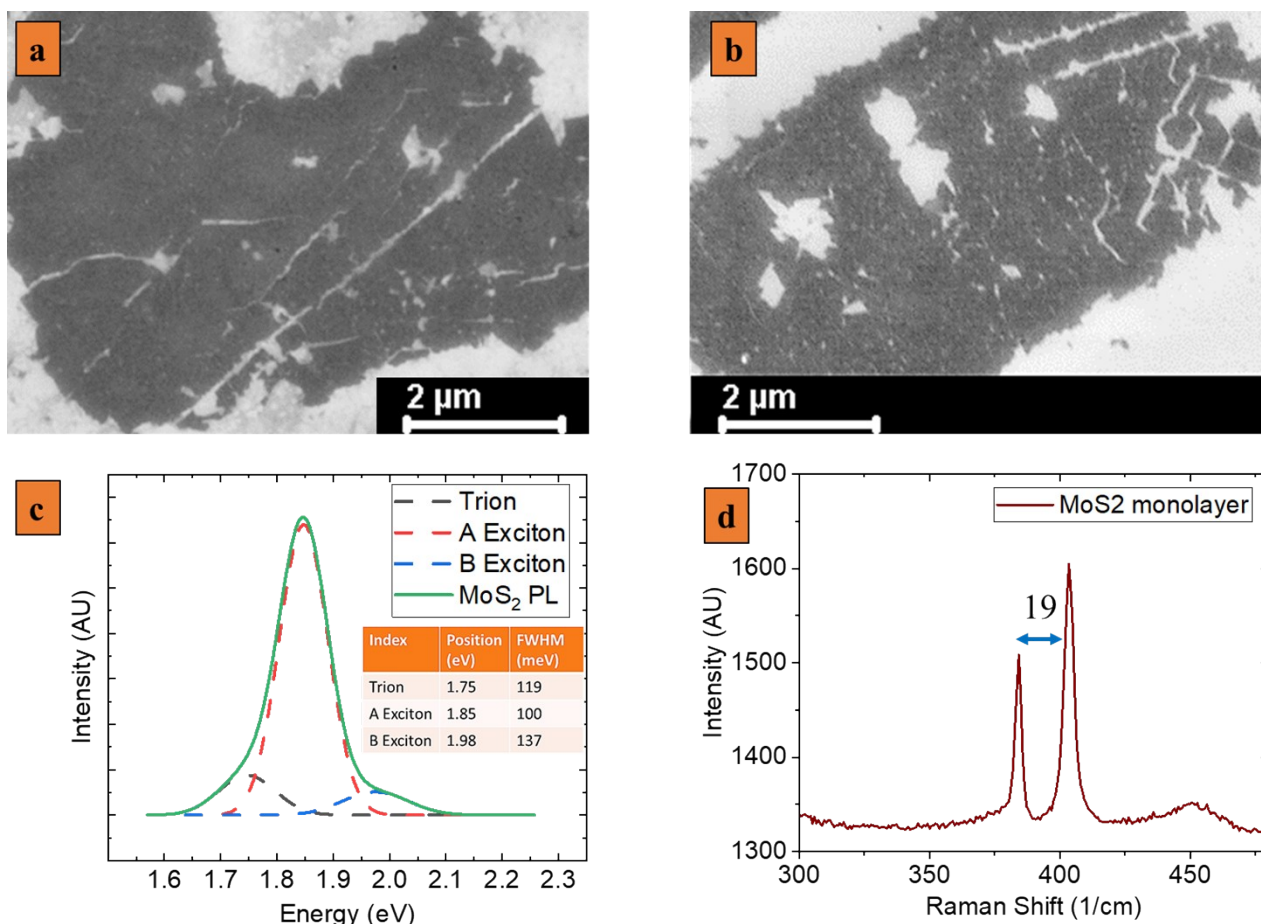 a
2 µm
b
2 µm
c
Trion
A Exciton
B Exciton
MoS2 PL
Index Position (eV) FWHM (meV)
Trion 1.75 119
A Exciton 1.85 100
B Exciton 1.98 137
Intensity (AU)
1.6 1.7 1.8 1.9 2.0 2.1 2.2 2.3
Energy (eV)
d
MoS2 monolayer
19
1700
1600
1500
1400
1300
Intensity (AU)
300 350 400 450
Raman Shift (1/cm)